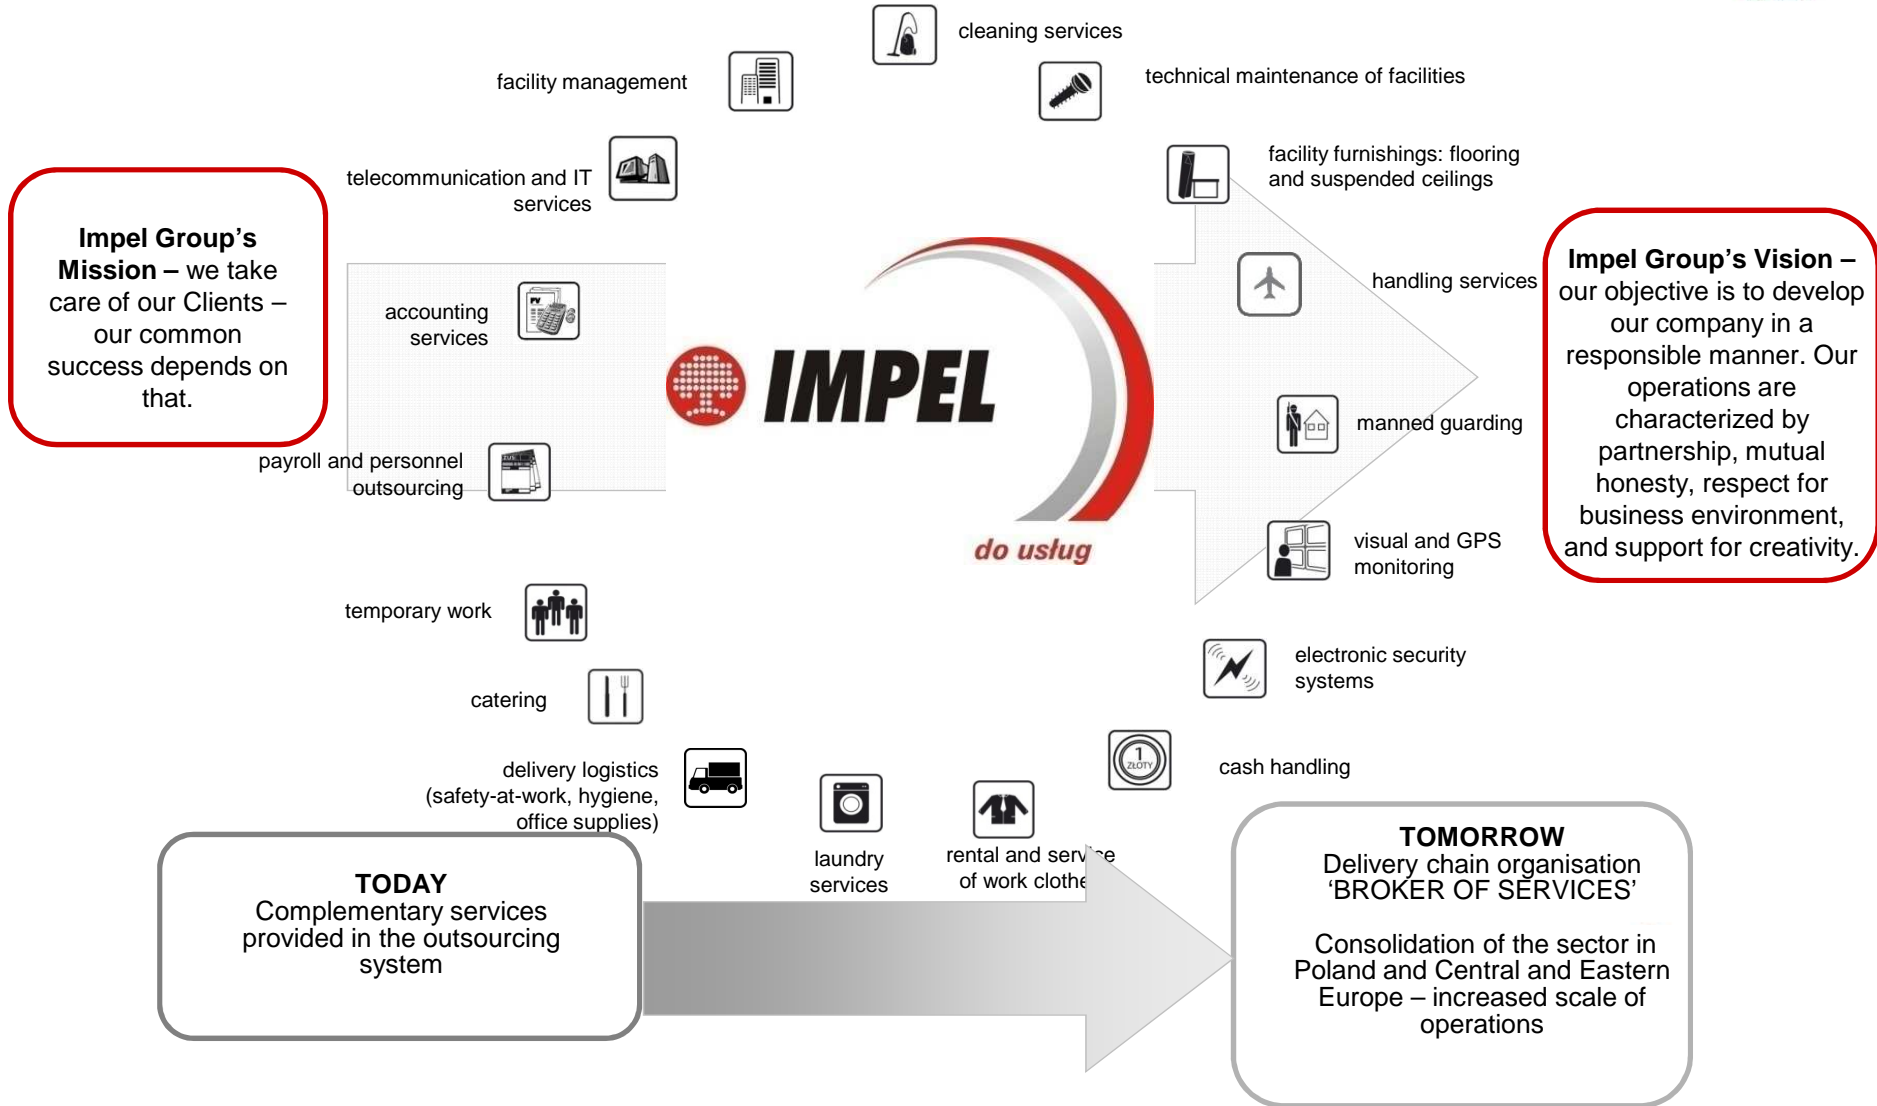 cleaning services
facility management
technical maintenance of facilities
facility furnishings: flooring
and suspended ceilings
telecommunication and IT
services
Impel Group’s
Mission – we take
care of our Clients –
our common
success depends on
that.
accounting
services
handling services
Impel Group’s Vision –
our objective is to develop
our company in a
responsible manner. Our
operations are
characterized by
partnership, mutual
honesty, respect for
business environment,
and support for creativity.
IMPEL
do usług
manned guarding
payroll and personnel
outsourcing
visual and GPS
monitoring
temporary work
electronic security
systems
catering
cash handling
1
ZŁOTY
delivery logistics
(safety-at-work, hygiene,
office supplies)
laundry
services
rental and service
of work clothe
TODAY
Complementary services
provided in the outsourcing
system
TOMORROW
Delivery chain organisation
‘BROKER OF SERVICES’
Consolidation of the sector in
Poland and Central and Eastern
Europe – increased scale of
operations